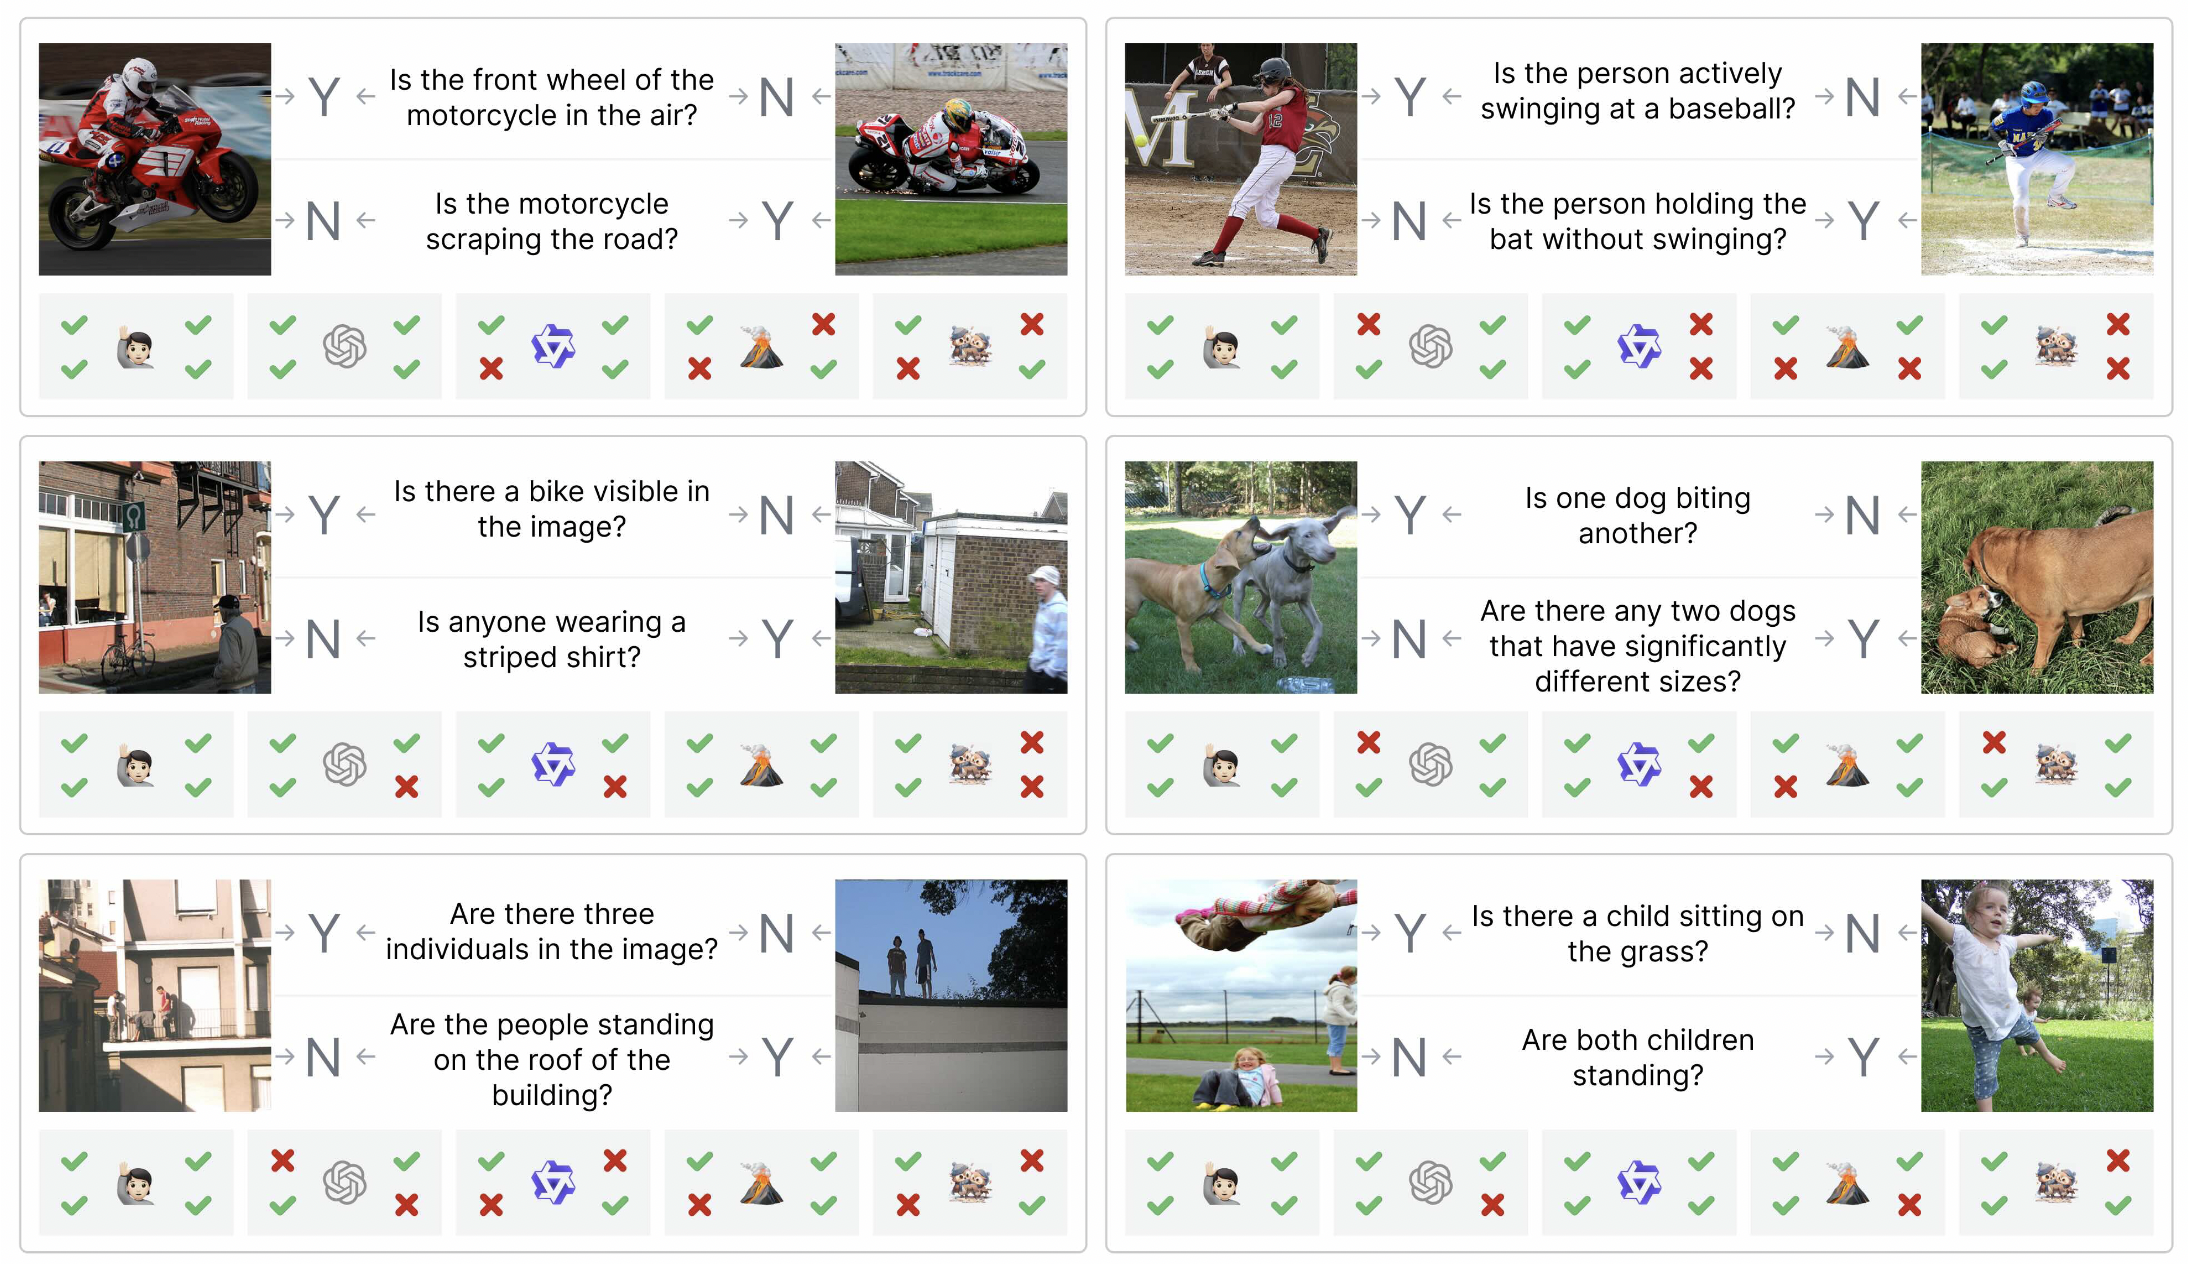 Y
Is the front wheel of the
motorcycle in the air?
N
N
Is the motorcycle
scraping the road?
Y
www.trackcare.com
Y
Is the person actively
swinging at a baseball?
N
N
Is the person holding the
bat without swinging?
Y
M
12
Y
Is there a bike visible in
the image?
N
N
Is anyone wearing a
striped shirt?
Y
Y
Is one dog biting
another?
N
N
Are there any two dogs
that have significantly
different sizes?
Y
Y
Are there three
individuals in the image?
N
N
Are the people standing
on the roof of the
building?
Y
Y
Is there a child sitting on
the grass?
N
N
Are both children
standing?
Y